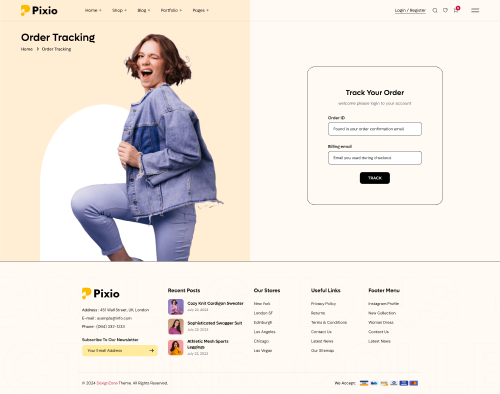 Pixio
Home + Shop + Blog + Portfolio + Pages +
Login / Register
Order Tracking
Home > Order Tracking
Track Your Order
welcome please login to your account
Order ID
Found in your order confirmation email
Billing email
Email you used during checkout
TRACK
Pixio
Address : 451 Wall Street, UK, London
E-mail : example@info.com
Phone : (064) 332-1233
Subscribe To Our Newsletter
Your Email Address
Recent Posts
Cozy Knit Cardigan Sweater
July 23, 2023
Sophisticated Swagger Suit
July 23, 2023
Athletic Mesh Sports
Leggings
July 23, 2023
Our Stores
New York
London SF
Edinburgh
Los Angeles
Chicago
Las Vegas
Useful Links
Privacy Policy
Returns
Terms & Conditions
Contact Us
Latest News
Our Sitemap
Footer Menu
Instagram Profile
New Collection
Woman Dress
Contact Us
Latest News
© 2024 DexignZone Theme. All Rights Reserved.
We Accept: